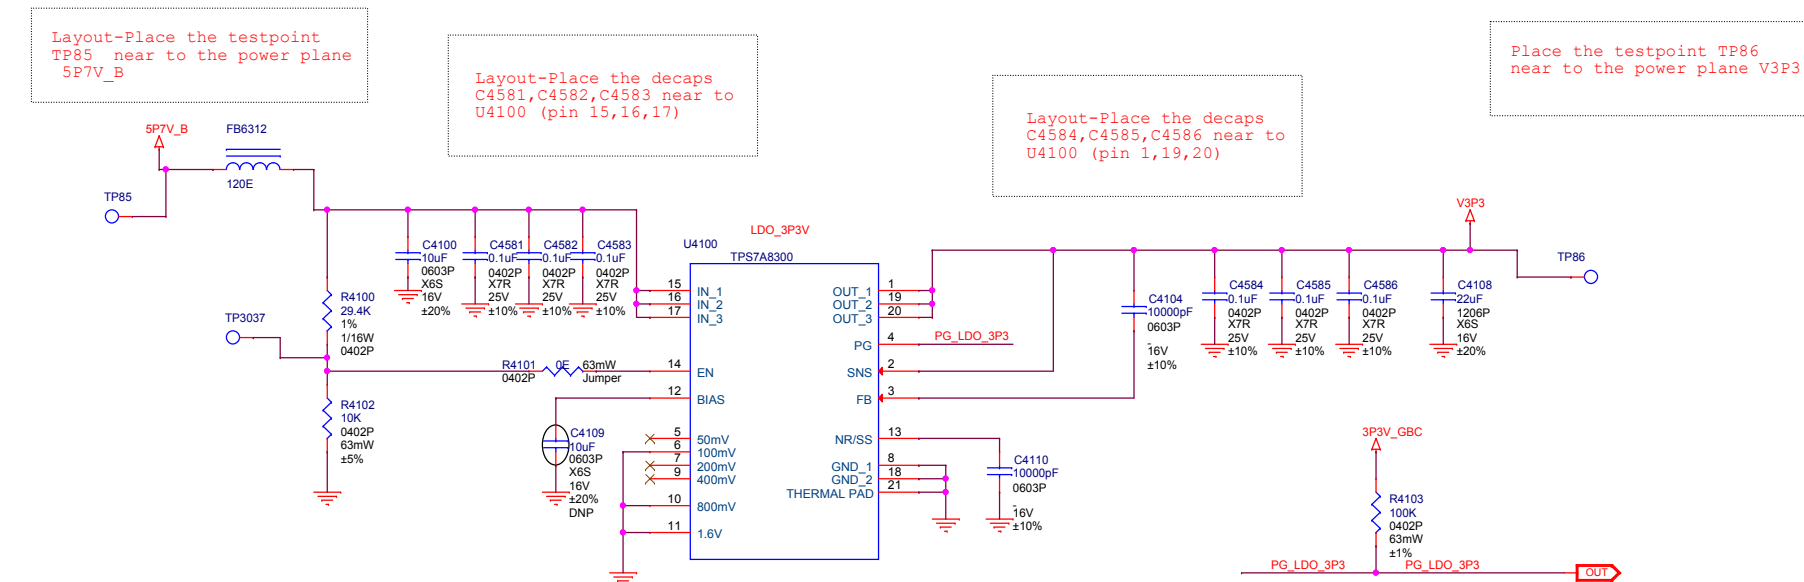 Layout-Place the testpoint
TP85 near to the power plane
5P7V_B
Layout-Place the decaps
C4581,C4582,C4583 near to
U4100 (pin 15,16,17)
Layout-Place the decaps
C4584,C4585,C4586 near to
U4100 (pin 1,19,20)
Place the testpoint TP86
near to the power plane V3P3
5P7V_B
FB6312
120E
TP85
TP3037
R4100
29.4K
1%
1/16W
0402P
R4102
10K
0402P
63mW
±5%
C4100
10uF
0603P
X6S
16V
±20%
C4581
0.1uF
0402P
X7R
25V
±10%
C4582
0.1uF
0402P
X7R
25V
±10%
C4583
0.1uF
0402P
X7R
25V
±10%
R4101
0402P
0E
63mW
Jumper
C4109
10uF
0603P
X6S
16V
±20%
DNP
LDO_3P3V
U4100
TPS7A8300
15 IN_1
16 IN_2
17 IN_3
14 EN
12 BIAS
5 50mV
6 100mV
7 200mV
9 400mV
10 800mV
11 1.6V
OUT_1 1
OUT_2 19
OUT_3 20
PG 4
PG_LDO_3P3
SNS 2
FB 3
NR/SS 13
GND_1 8
GND_2 18
THERMAL PAD 21
C4110
10000pF
0603P
16V
±10%
C4104
10000pF
0603P
16V
±10%
C4584
0.1uF
0402P
X7R
25V
±10%
C4585
0.1uF
0402P
X7R
25V
±10%
C4586
0.1uF
0402P
X7R
25V
±10%
V3P3
C4108
22uF
1206P
X6S
16V
±20%
TP86
3P3V_GBC
R4103
100K
0402P
63mW
±1%
PG_LDO_3P3
PG_LDO_3P3
OUT